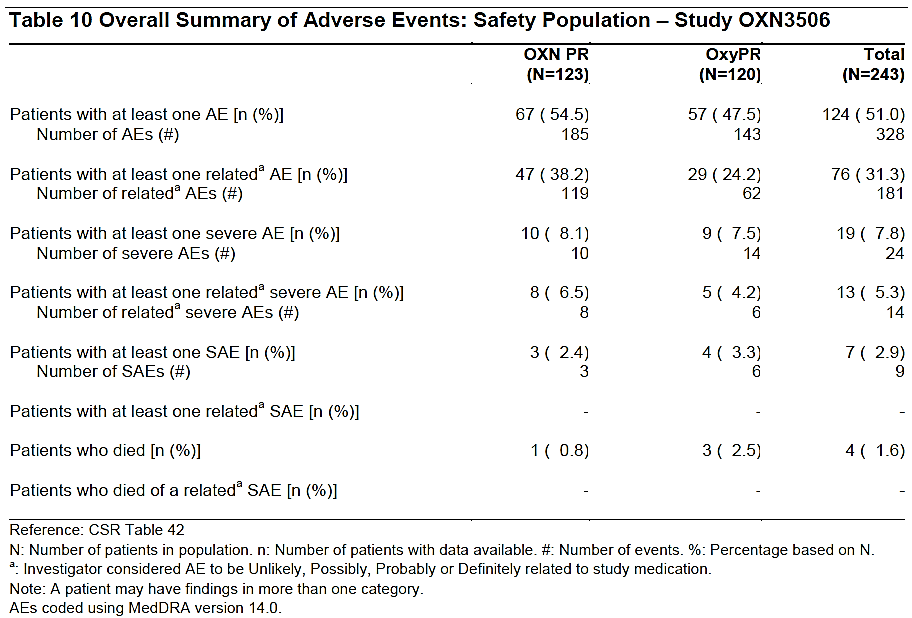 Table 10 Overall Summary of Adverse Events: Safety Population – Study OXN3506
OXN PR OxyPR Total
(N=123) (N=120) (N=243)
Patients with at least one AE [n (%)] 67 ( 54.5) 57 ( 47.5) 124 ( 51.0)
Number of AEs (#) 185 143 328
Patients with at least one relatedª AE [n (%)] 47 ( 38.2) 29 ( 24.2) 76 ( 31.3)
Number of relatedª AEs (#) 119 62 181
Patients with at least one severe AE [n (%)] 10 ( 8.1) 9 ( 7.5) 19 ( 7.8)
Number of severe AEs (#) 10 14 24
Patients with at least one relatedª severe AE [n (%)] 8 ( 6.5) 5 ( 4.2) 13 ( 5.3)
Number of relatedª severe AEs (#) 8 6 14
Patients with at least one SAE [n (%)] 3 ( 2.4) 4 ( 3.3) 7 ( 2.9)
Number of SAEs (#) 3 6 9
Patients with at least one relatedª SAE [n (%)] - - -
Patients who died [n (%)] 1 ( 0.8) 3 ( 2.5) 4 ( 1.6)
Patients who died of a relatedª SAE [n (%)] - - -
Reference: CSR Table 42
N: Number of patients in population. n: Number of patients with data available. #: Number of events. %: Percentage based on N.
ª: Investigator considered AE to be Unlikely, Possibly, Probably or Definitely related to study medication.
Note: A patient may have findings in more than one category.
AEs coded using MedDRA version 14.0.